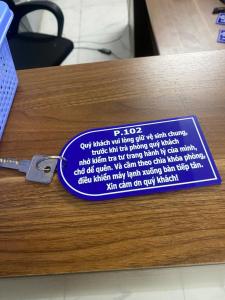 P.102
Quý khách vui lòng giữ vệ sinh chung,
trước khi trả phòng quý khách
nhớ kiểm tra tư trang hành lý của mình,
chớ để quên. Và cầm theo chìa khóa phòng,
điều khiển máy lạnh xuống bàn tiếp tân.
Xin cảm ơn quý khách!